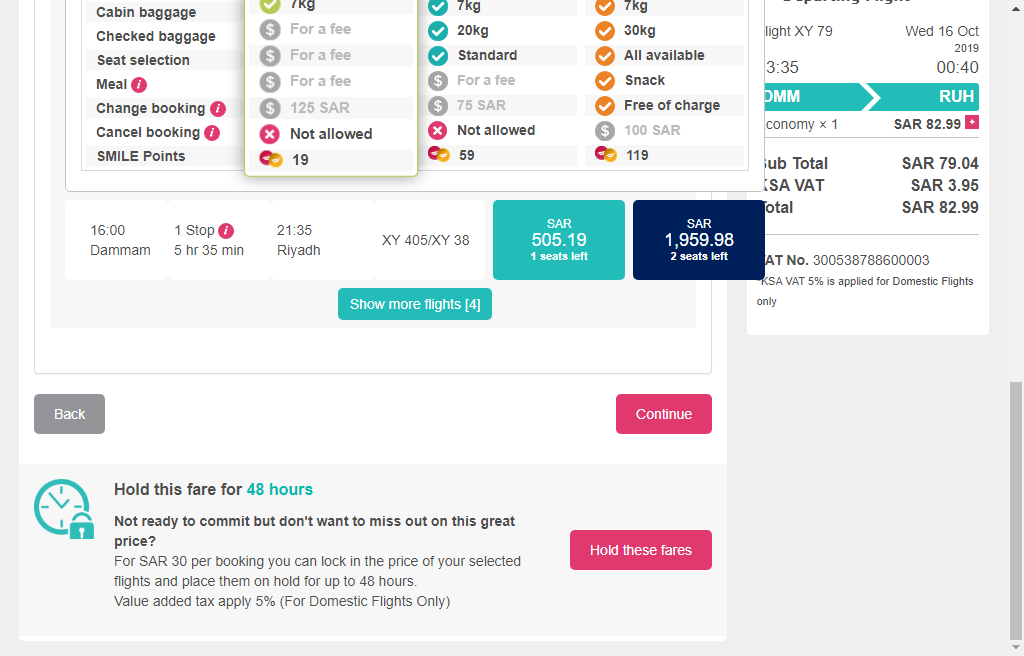 Cabin baggage
Checked baggage
Seat selection
Meal
Change booking
Cancel booking
SMILE Points
7kg
For a fee
For a fee
For a fee
125 SAR
Not allowed
19
7kg
20kg
Standard
For a fee
75 SAR
Not allowed
59
7kg
30kg
All available
Snack
Free of charge
100 SAR
119
16:00
Dammam
1 Stop
5 hr 35 min
21:35
Riyadh
XY 405/XY 38
SAR
505.19
1 seats left
SAR
1,959.98
2 seats left
Show more flights [4]
Back
Continue
Hold this fare for 48 hours
Not ready to commit but don't want to miss out on this great
price?
For SAR 30 per booking you can lock in the price of your selected
flights and place them on hold for up to 48 hours.
Value added tax apply 5% (For Domestic Flights Only)
Hold these fares
light XY 79 Wed 16 Oct
2019
3:35 00:40
OMM RUH
conomy × 1 SAR 82.99
ub Total SAR 79.04
KSA VAT SAR 3.95
otal SAR 82.99
AT No. 300538788600003
KSA VAT 5% is applied for Domestic Flights
only